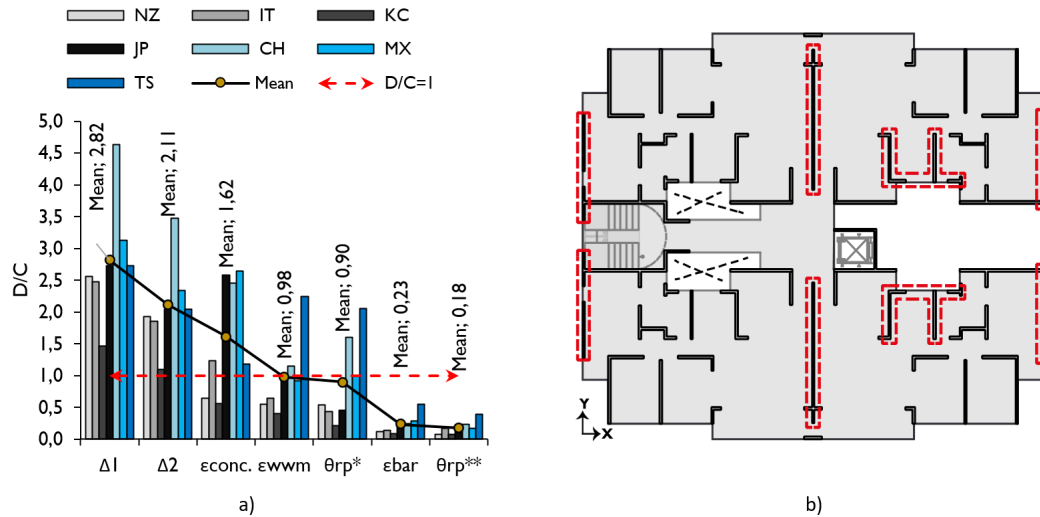 NZ IT KC
JP CH MX
TS Mean D/C=1
D/C
5,0
4,5
4,0
3,5
3,0
2,5
2,0
1,5
1,0
0,5
0,0
Mean; 2,82
Mean; 2,11
Mean; 1,62
Mean; 0,98
Mean; 0,90
Mean; 0,23
Mean; 0,18
Δ1 Δ2 εconc. εwwm θrp* εbar θrp**
a)
Y
X
b)